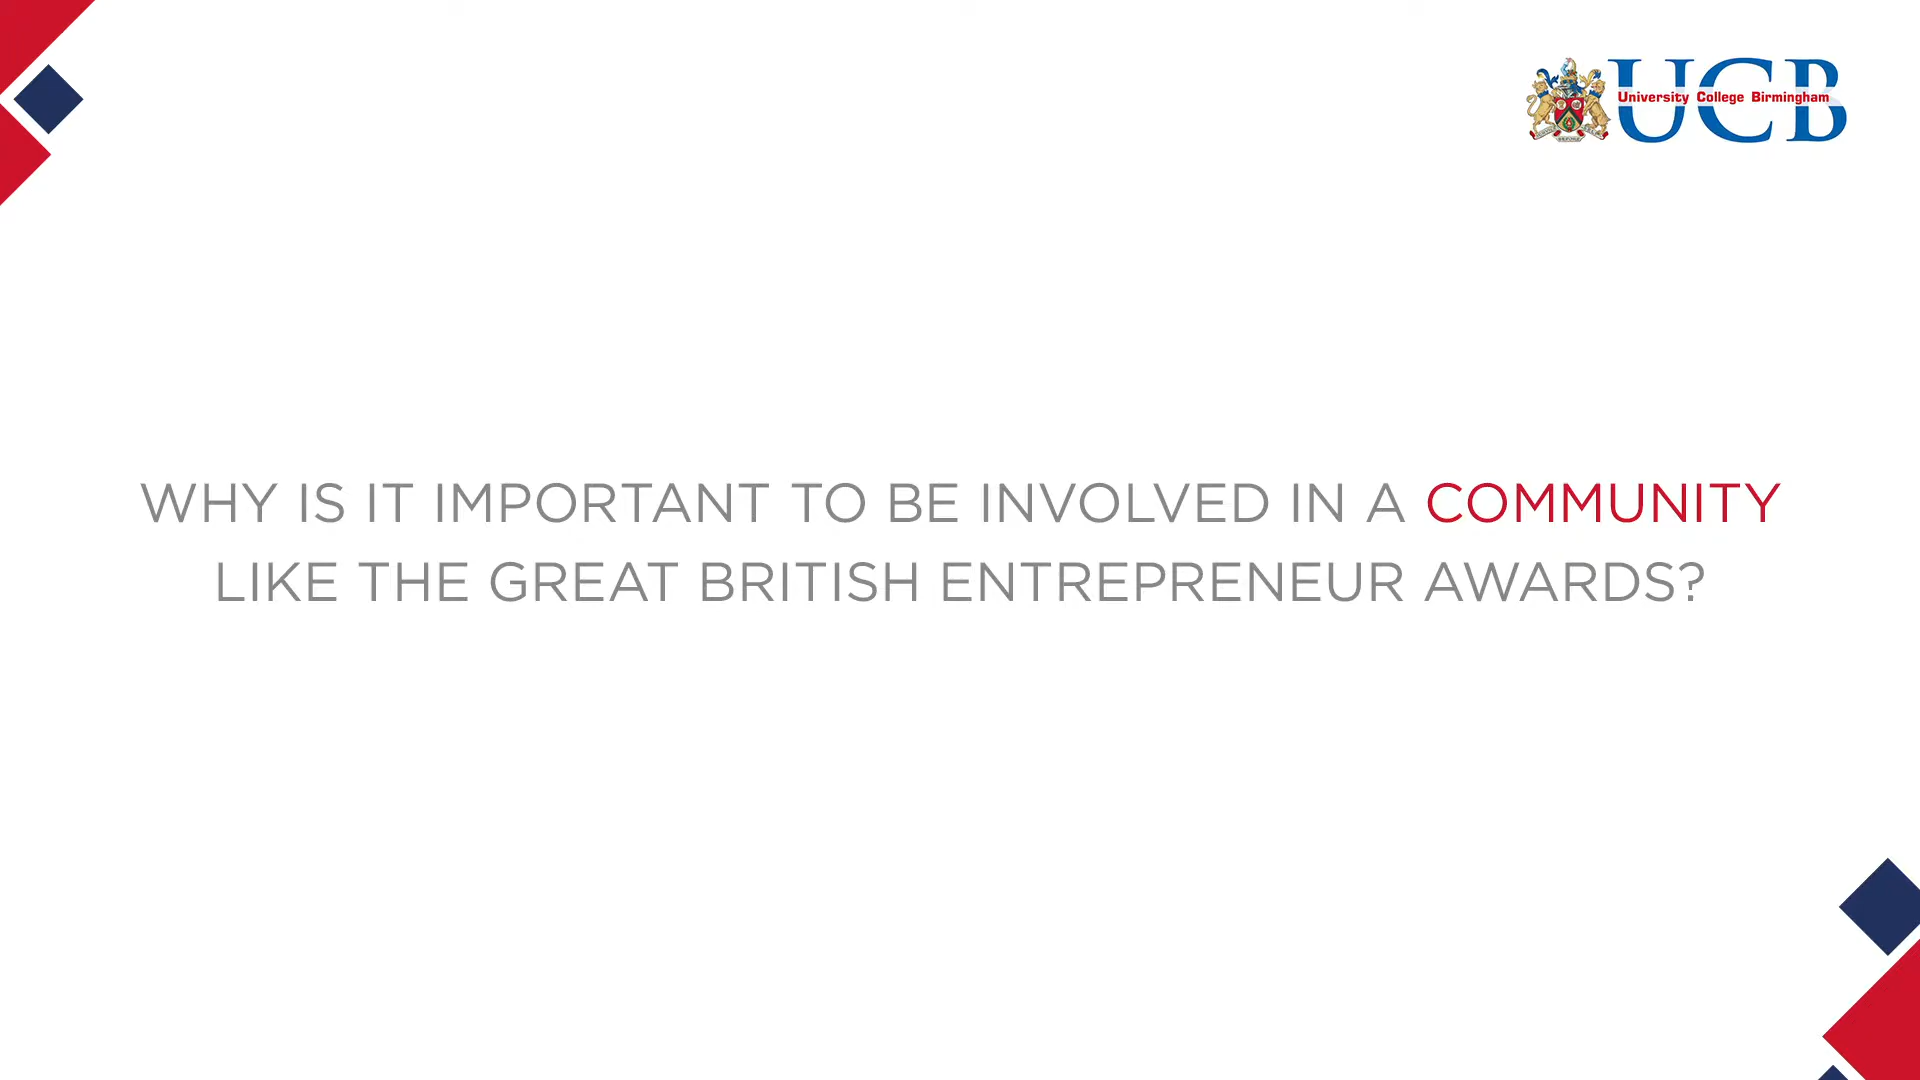 UCB
University College Birmingham
WHY IS IT IMPORTANT TO BE INVOLVED IN A COMMUNITY
LIKE THE GREAT BRITISH ENTREPRENEUR AWARDS?